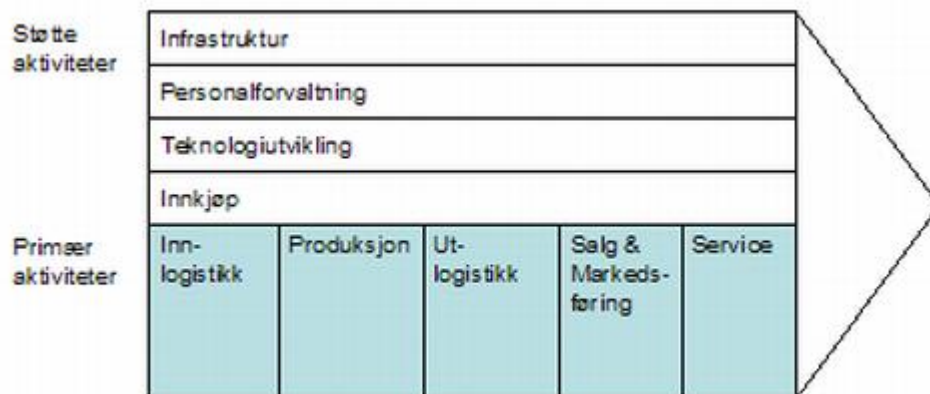 Støtte
aktiviteter
Infrastruktur
Personalforvaltning
Teknologiutvikling
Innkjøp
Primær
aktiviteter
Inn-
logistikk
Produksjon
Ut-
logistikk
Salg &
Markeds-
føring
Service